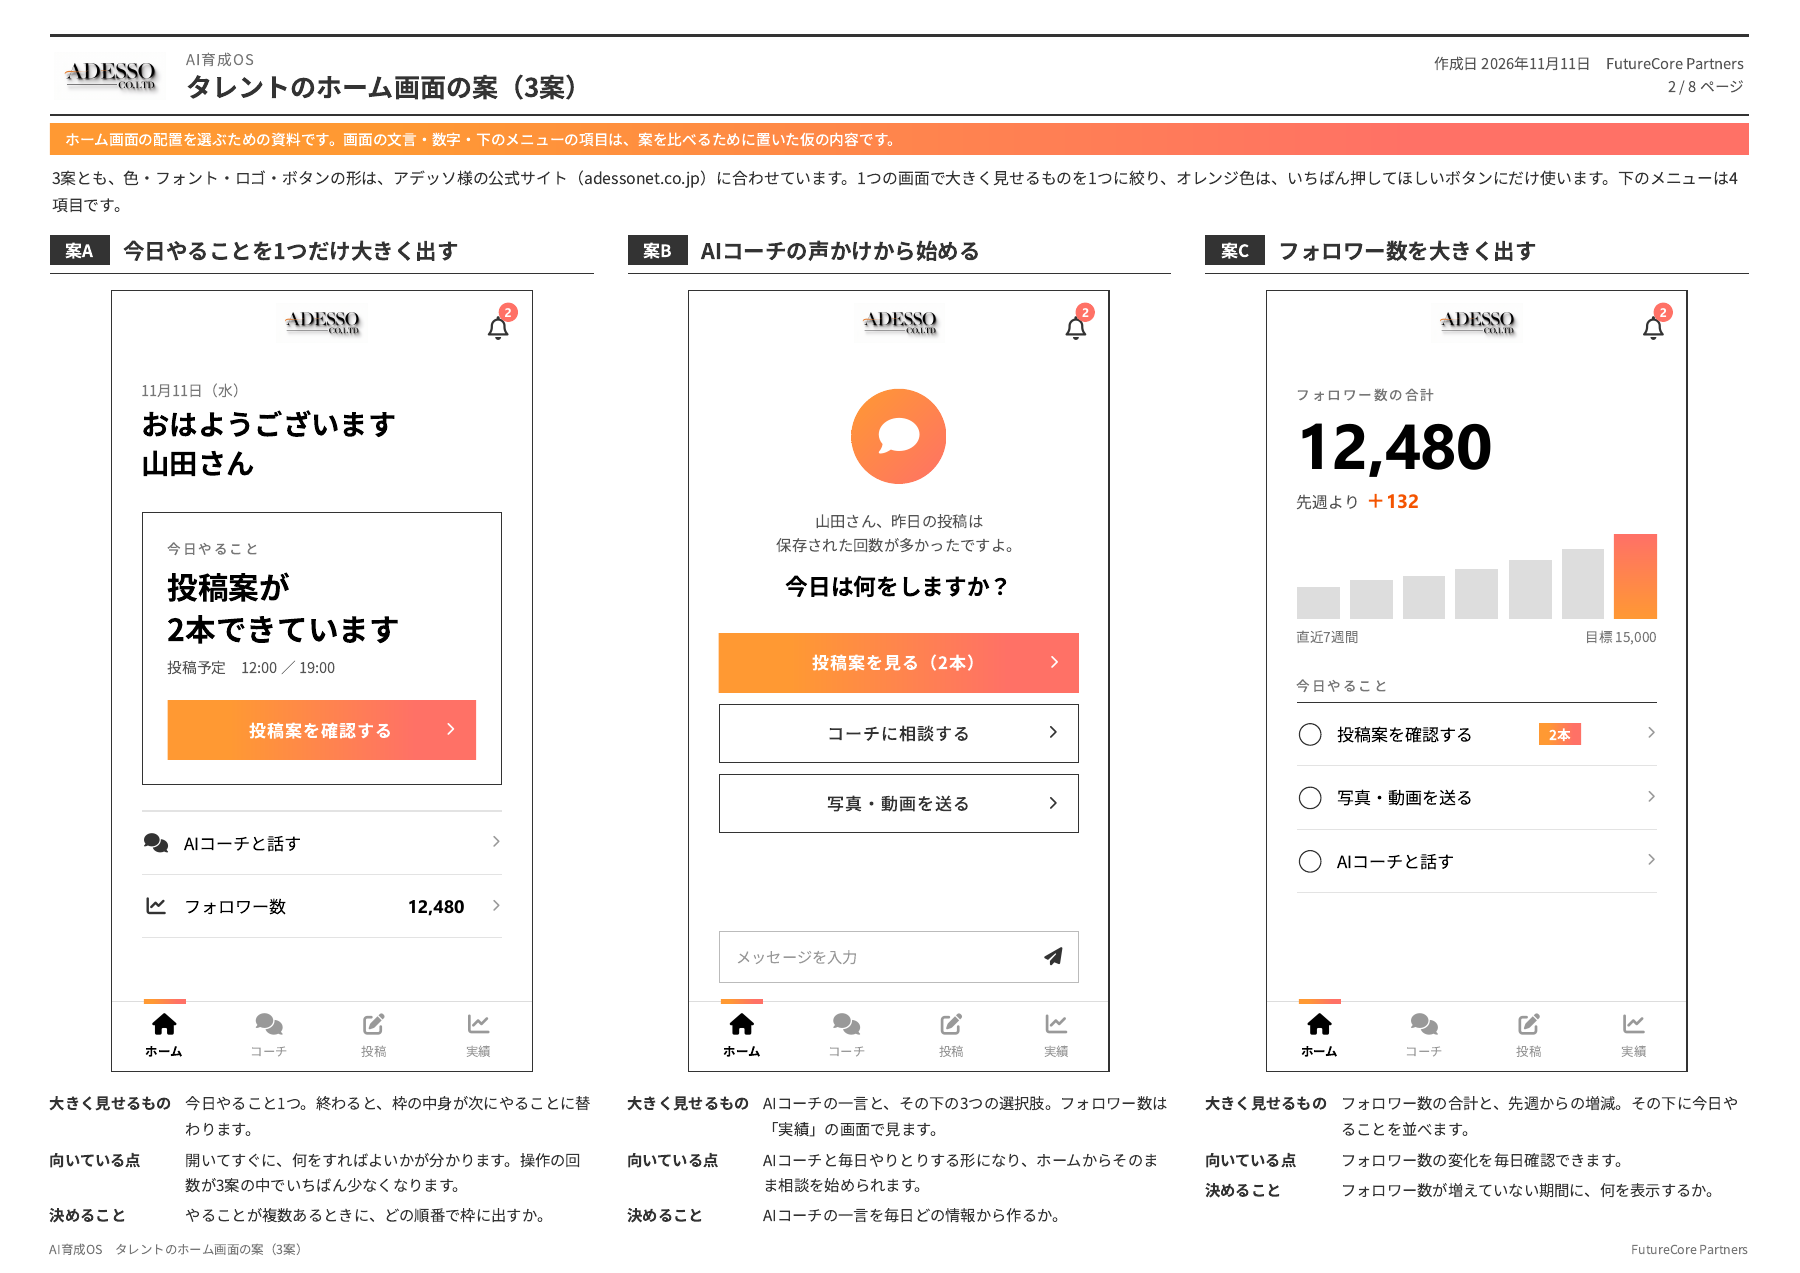 ADESSO
CO.LTD
AI育成OS
タレントのホーム画面の案（3案）
作成日 2026年11月11日　FutureCore Partners
2 / 8 ページ
ホーム画面の配置を選ぶための資料です。画面の文言・数字・下のメニューの項目は、案を比べるために置いた仮の内容です。
3案とも、色・フォント・ロゴ・ボタンの形は、アデッソ様の公式サイト（adessonet.co.jp）に合わせています。1つの画面で大きく見せるものを1つに絞り、オレンジ色は、いちばん押してほしいボタンにだけ使います。下のメニューは4
項目です。
案A 今日やることを1つだけ大きく出す
ADESSO
CO.LTD
2
11月11日（水）
おはようございます
山田さん
今日やること
投稿案が
2本できています
投稿予定　12:00 ／ 19:00
投稿案を確認する
AIコーチと話す
フォロワー数 12,480
ホーム コーチ 投稿 実績
大きく見せるもの 今日やること1つ。終わると、枠の中身が次にやることに替
わります。
向いている点 開いてすぐに、何をすればよいかが分かります。操作の回
数が3案の中でいちばん少なくなります。
決めること やることが複数あるときに、どの順番で枠に出すか。
案B AIコーチの声かけから始める
ADESSO
CO.LTD
2
山田さん、昨日の投稿は
保存された回数が多かったですよ。
今日は何をしますか？
投稿案を見る（2本）
コーチに相談する
写真・動画を送る
メッセージを入力
ホーム コーチ 投稿 実績
大きく見せるもの AIコーチの一言と、その下の3つの選択肢。フォロワー数は
「実績」の画面で見ます。
向いている点 AIコーチと毎日やりとりする形になり、ホームからそのま
ま相談を始められます。
決めること AIコーチの一言を毎日どの情報から作るか。
案C フォロワー数を大きく出す
ADESSO
CO.LTD
2
フォロワー数の合計
12,480
先週より ＋132
直近7週間 目標 15,000
今日やること
投稿案を確認する 2本
写真・動画を送る
AIコーチと話す
ホーム コーチ 投稿 実績
大きく見せるもの フォロワー数の合計と、先週からの増減。その下に今日や
ることを並べます。
向いている点 フォロワー数の変化を毎日確認できます。
決めること フォロワー数が増えていない期間に、何を表示するか。
AI育成OS　タレントのホーム画面の案（3案）
FutureCore Partners